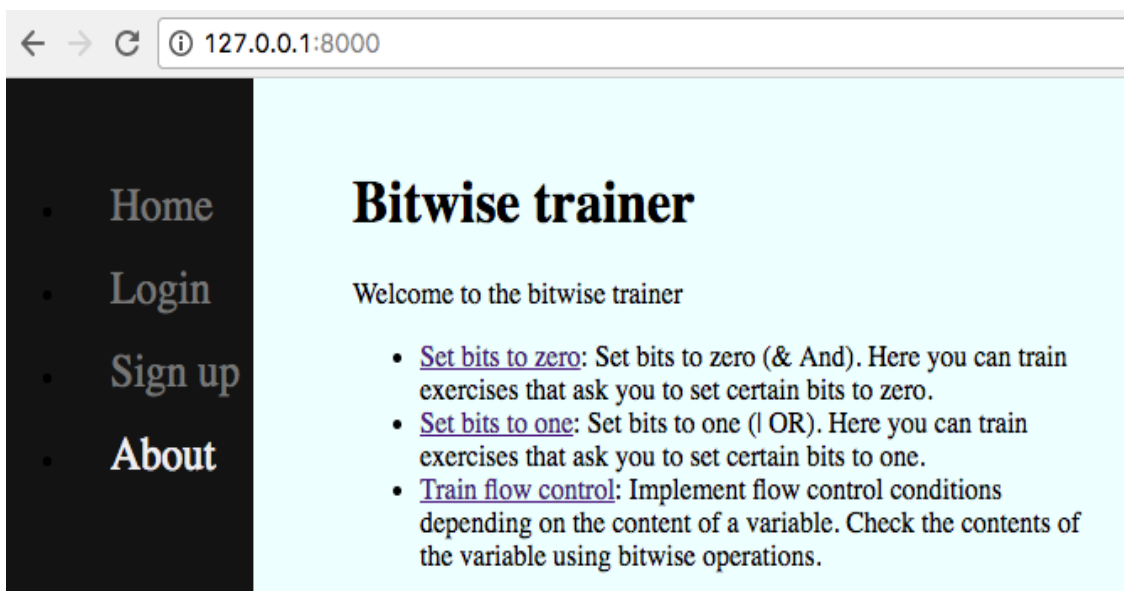 127.0.0.1:8000
Home
Login
Sign up
About
Bitwise trainer
Welcome to the bitwise trainer
Set bits to zero: Set bits to zero (& And). Here you can train
exercises that ask you to set certain bits to zero.
Set bits to one: Set bits to one (| OR). Here you can train
exercises that ask you to set certain bits to one.
Train flow control: Implement flow control conditions
depending on the content of a variable. Check the contents of
the variable using bitwise operations.